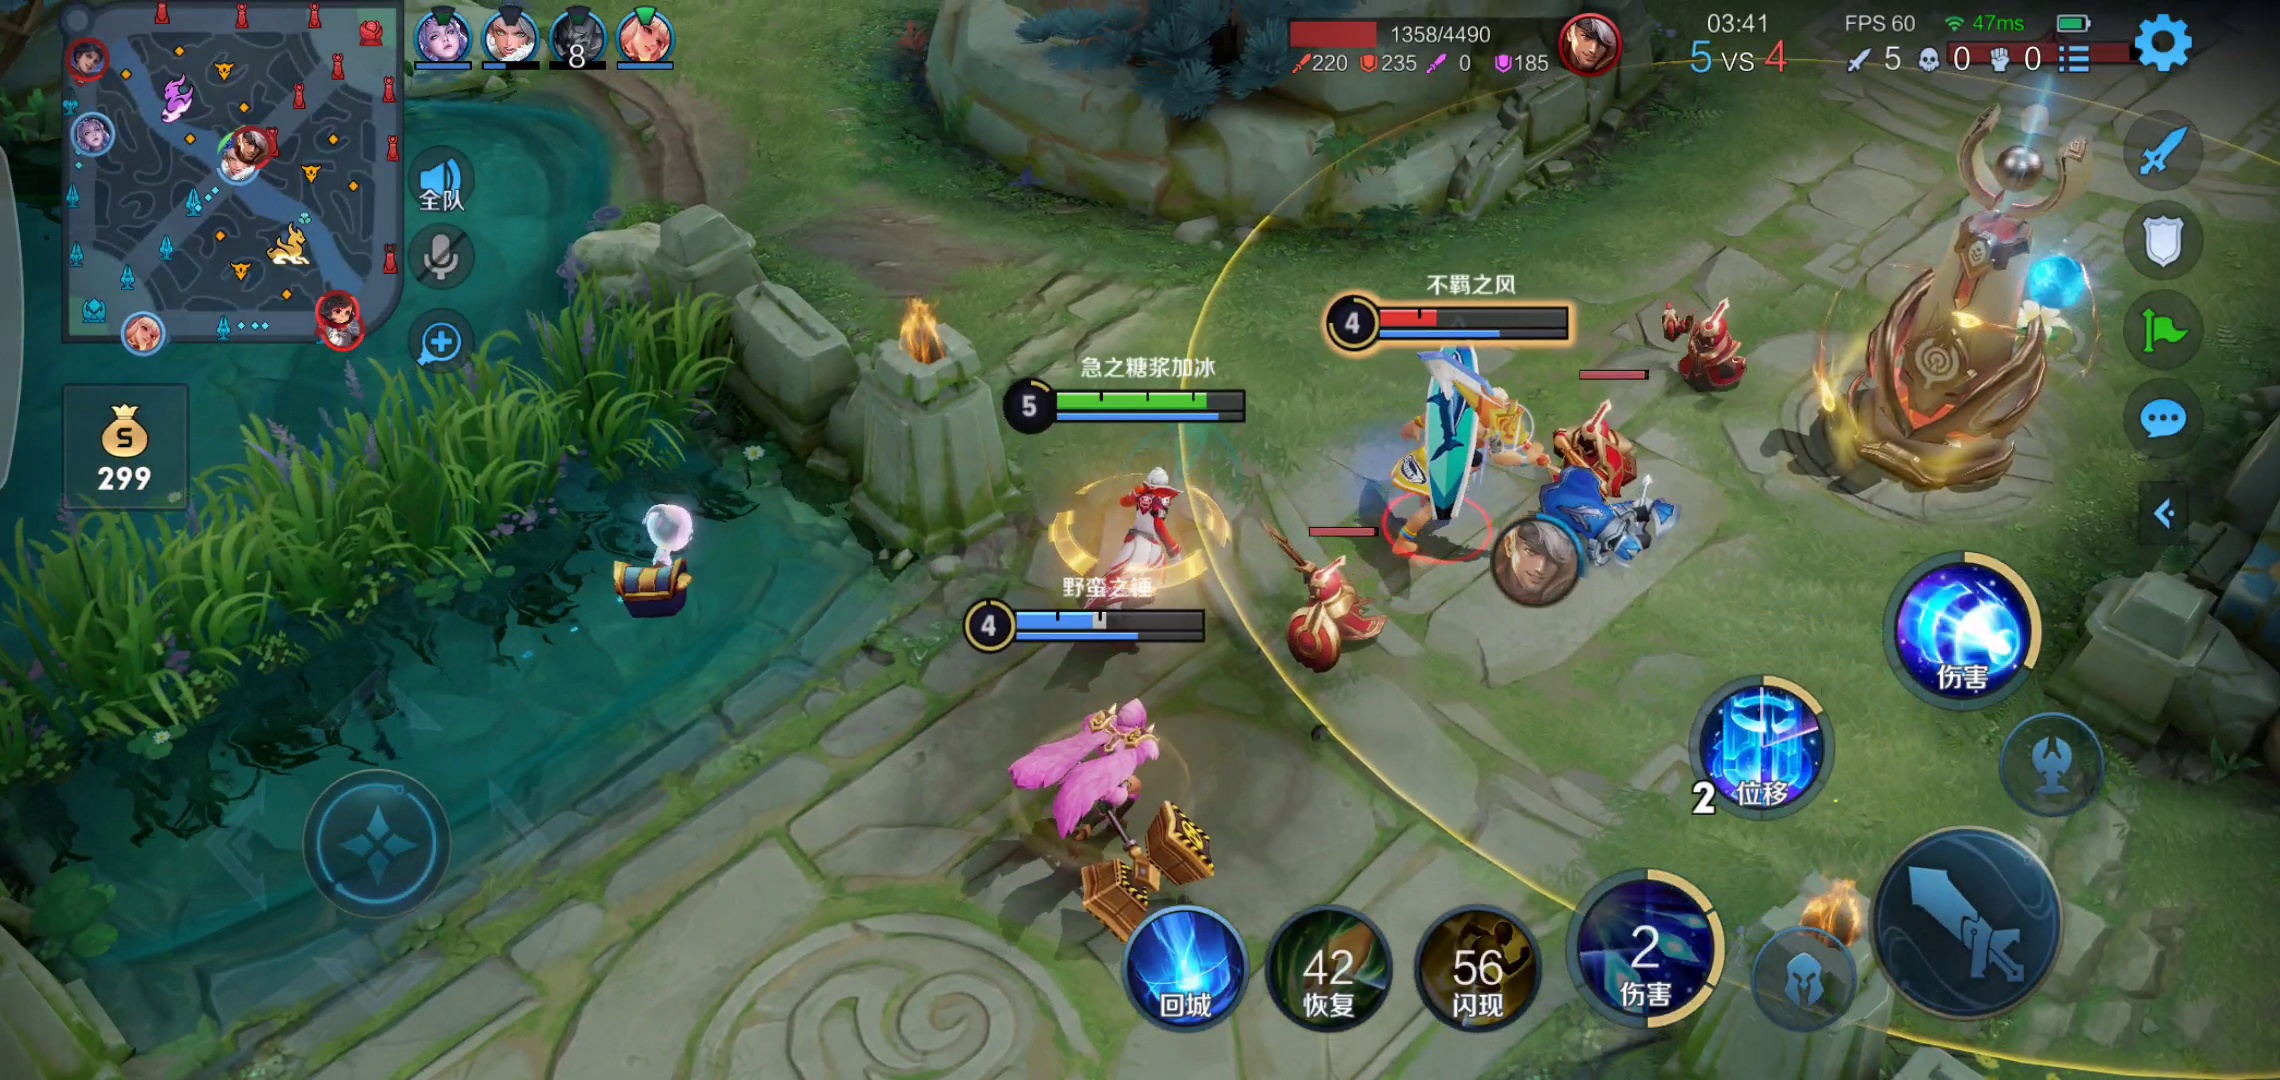 8
1358/4490
220 235 0 185
03:41
5 VS 4
FPS 60 47ms
5 0 0
全队
S
299
不羁之风
4
急之糖浆加冰
5
野蛮之锤
4
伤害
2 位移
2
伤害
回城
42
恢复
56
闪现